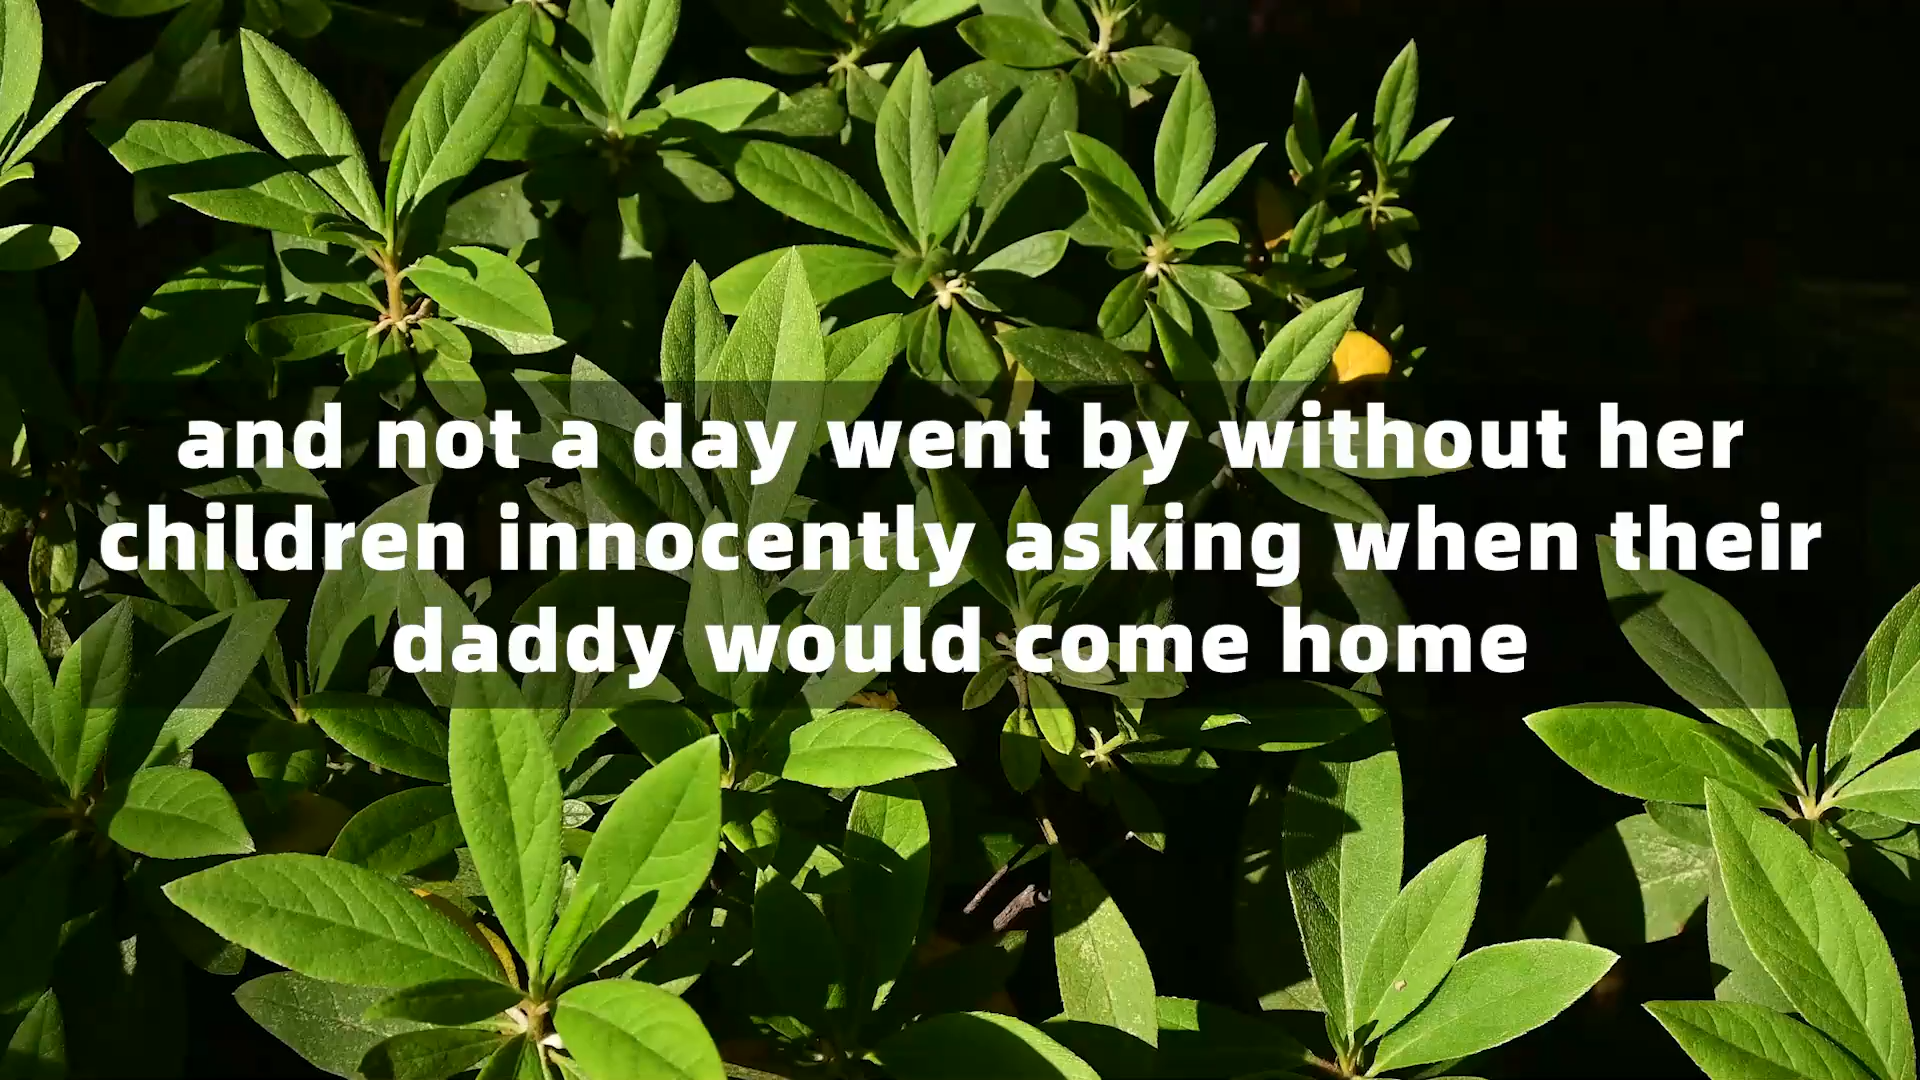 and not a day went by without her
children innocently asking when their
daddy would come home